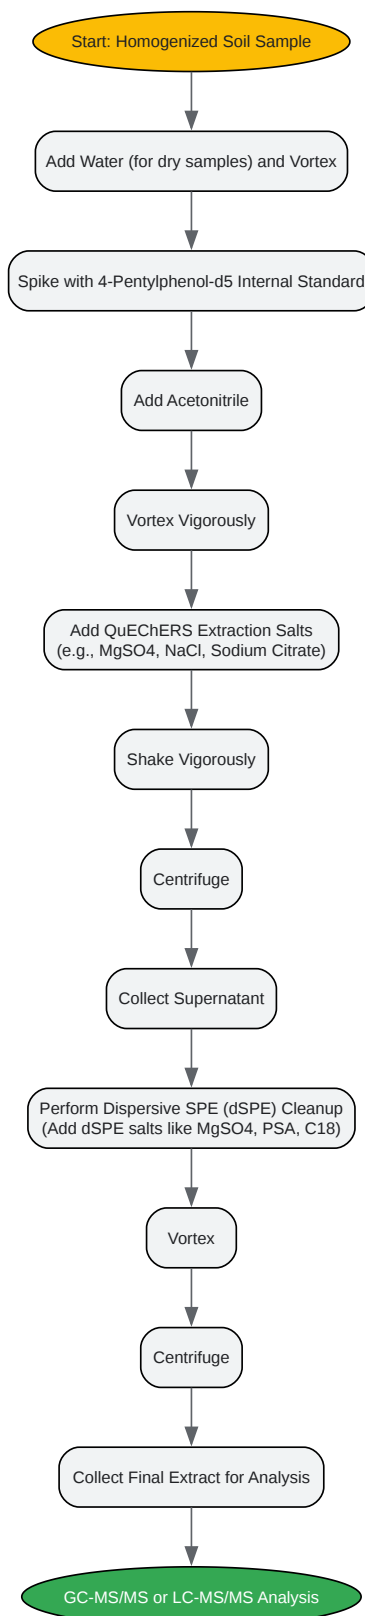 Start: Homogenized Soil Sample
Add Water (for dry samples) and Vortex
Spike with 4-Pentylphenol-d5 Internal Standard
Add Acetonitrile
Vortex Vigorously
Add QuEChERS Extraction Salts
(e.g., MgSO4, NaCl, Sodium Citrate)
Shake Vigorously
Centrifuge
Collect Supernatant
Perform Dispersive SPE (dSPE) Cleanup
(Add dSPE salts like MgSO4, PSA, C18)
Vortex
Centrifuge
Collect Final Extract for Analysis
GC-MS/MS or LC-MS/MS Analysis